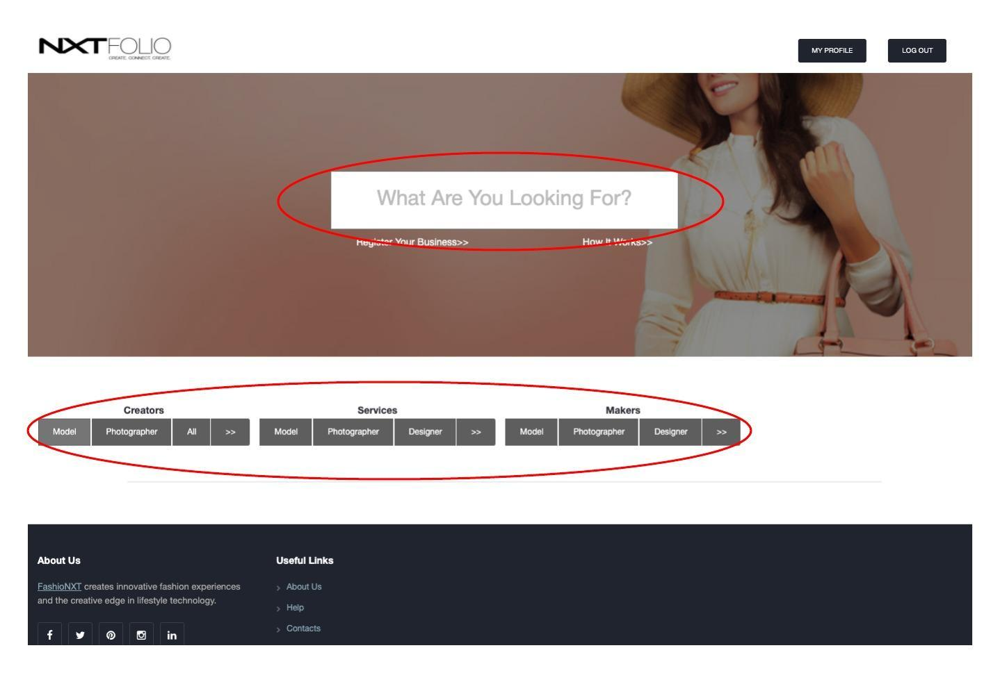 NXTFOLIO
CREATE. CONNECT. CREATE.
MY PROFILE
LOG OUT
What Are You Looking For?
Register Your Business>>
How It Works>>
Creators
Model Photographer All >>
Services
Model Photographer Designer >>
Makers
Model Photographer Designer >>
About Us
FashioNXT creates innovative fashion experiences
and the creative edge in lifestyle technology.
Useful Links
About Us
Help
Contacts